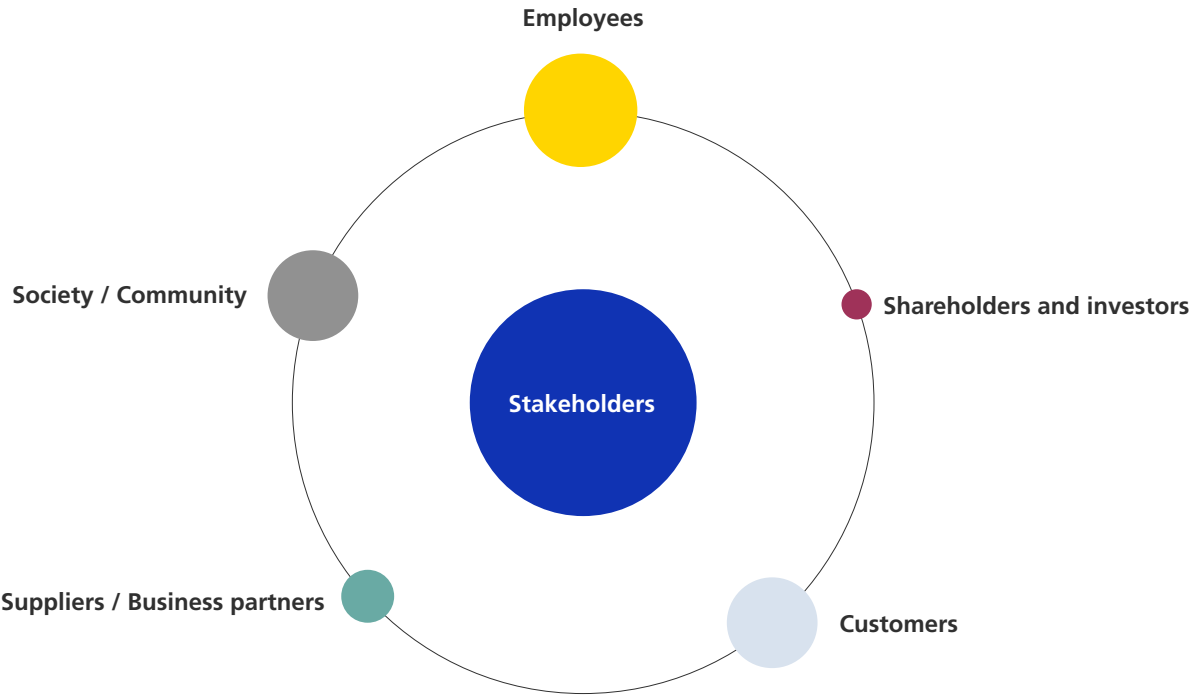 Employees
Society / Community
Shareholders and investors
Stakeholders
Suppliers / Business partners
Customers